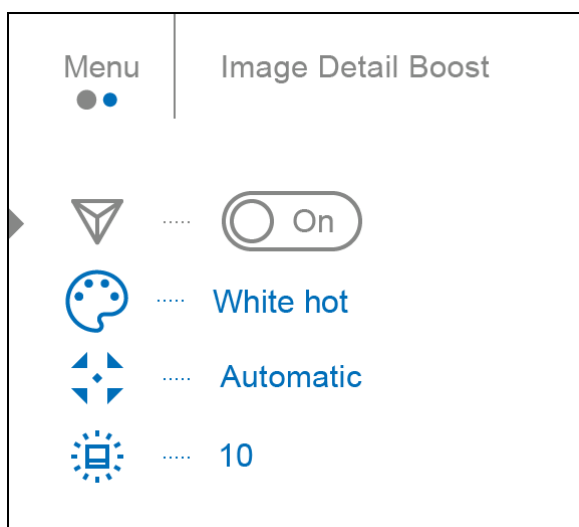 Menu
Image Detail Boost
..... On
..... White hot
..... Automatic
..... 10